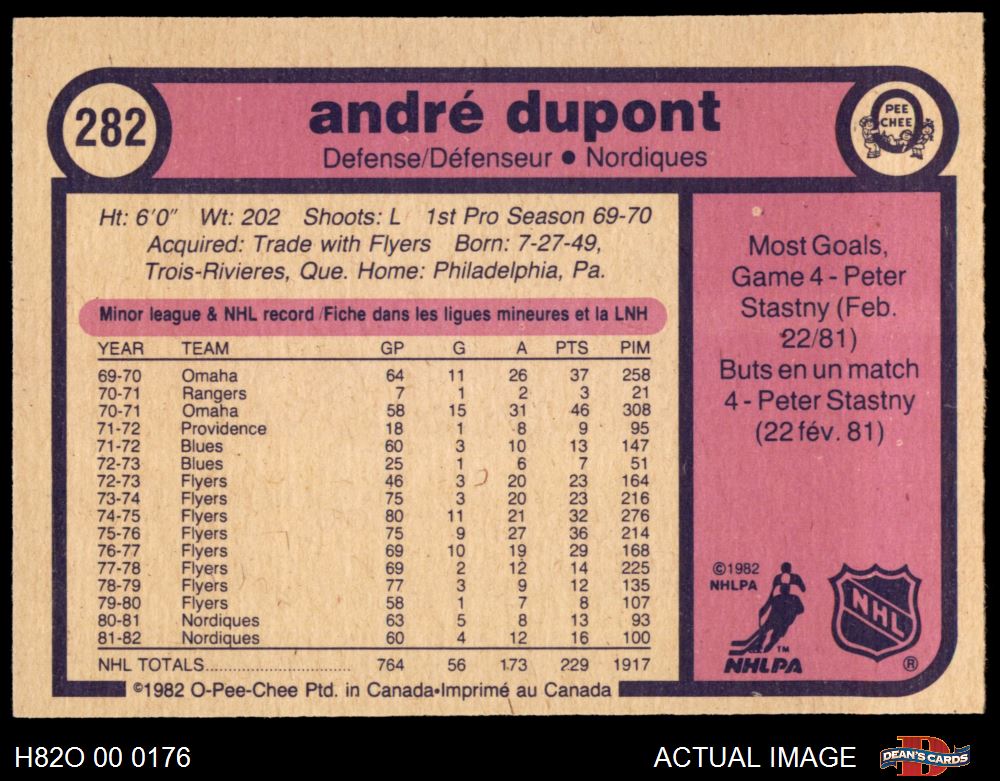 282
andré dupont
PEE
CHEE
Defense/Défenseur ● Nordiques
Ht: 6'0" Wt: 202 Shoots: L 1st Pro Season 69-70
Acquired: Trade with Flyers Born: 7-27-49,
Trois-Rivieres, Que. Home: Philadelphia, Pa.
Minor league & NHL record /Fiche dans les ligues mineures et la LNH
YEAR TEAM GP G A PTS PIM
69-70 Omaha 64 11 26 37 258
70-71 Rangers 7 1 2 3 21
70-71 Omaha 58 15 31 46 308
71-72 Providence 18 1 8 9 95
71-72 Blues 60 3 10 13 147
72-73 Blues 25 1 6 7 51
72-73 Flyers 46 3 20 23 164
73-74 Flyers 75 3 20 23 216
74-75 Flyers 80 11 21 32 276
75-76 Flyers 75 9 27 36 214
76-77 Flyers 69 10 19 29 168
77-78 Flyers 69 2 12 14 225
78-79 Flyers 77 3 9 12 135
79-80 Flyers 58 1 7 8 107
80-81 Nordiques 63 5 8 13 93
81-82 Nordiques 60 4 12 16 100
NHL TOTALS.............................. 764 56 173 229 1917
©1982 O-Pee-Chee Ptd. in Canada•Imprimé au Canada
Most Goals,
Game 4 - Peter
Stastny (Feb.
22/81)
Buts en un match
4 - Peter Stastny
(22 fév. 81)
©1982
NHLPA
TM
NHLPA
NHL
®
H82O 00 0176
ACTUAL IMAGE
DEAN'S CARDS